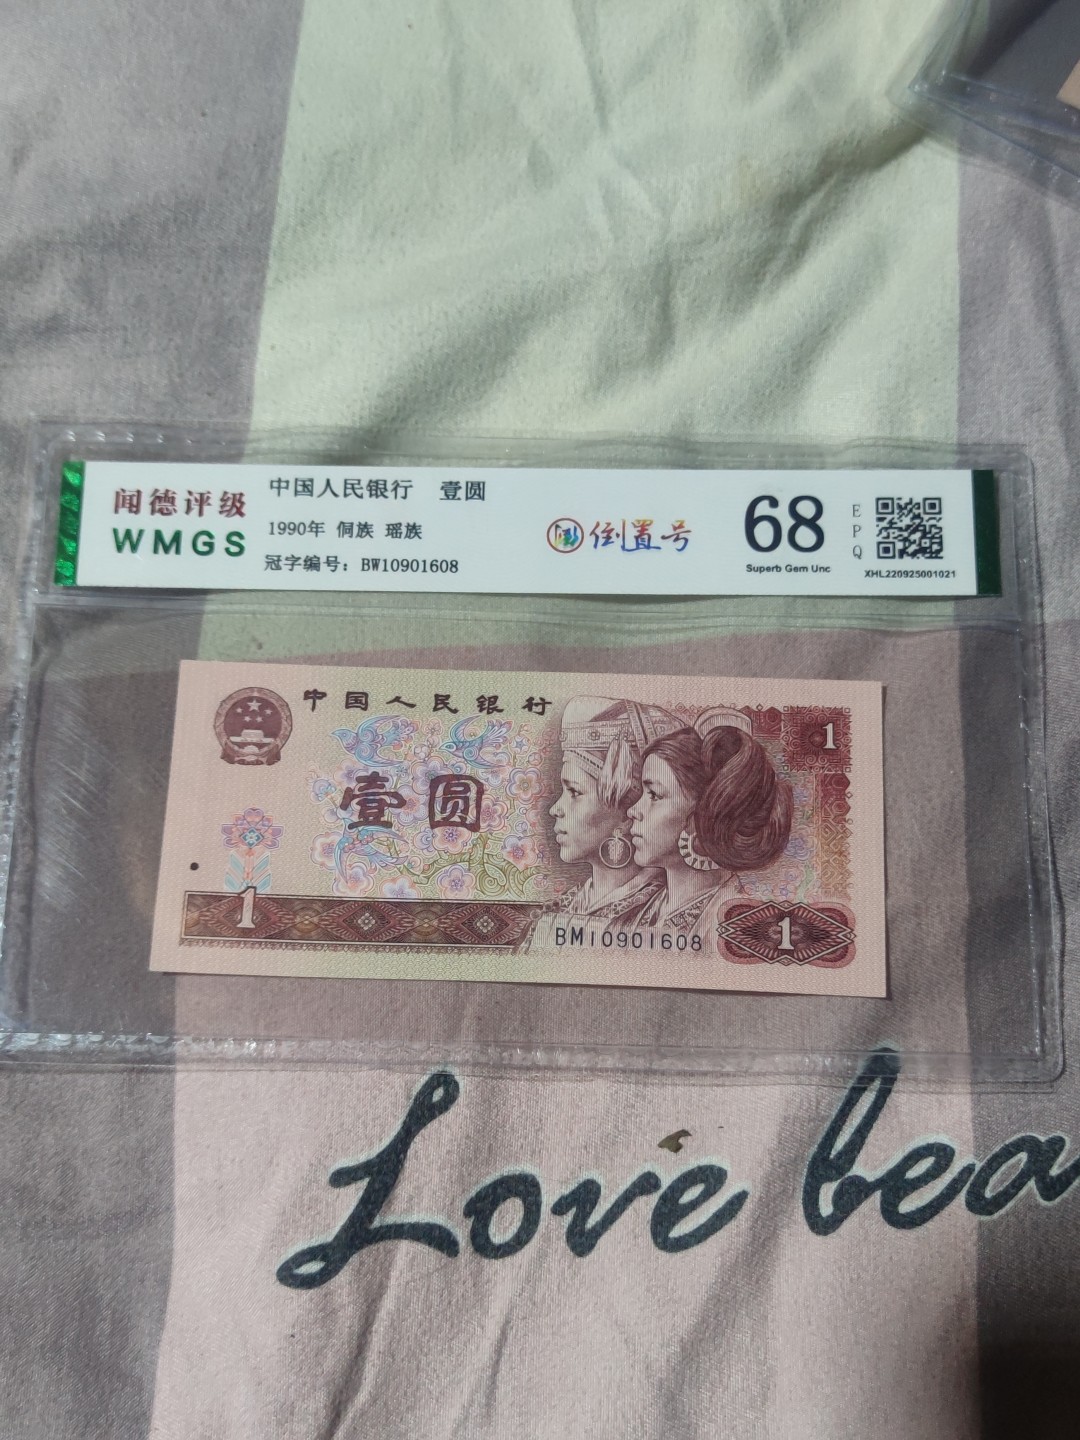 闻德评级
WMGS
中国人民银行 壹圆
1990年 侗族 瑶族
冠字编号：BW10901608
倒 倒置号
68
Superb Gem Unc
EPQ
XHL220925001021
中国人民银行
1
壹圆
1
BM10901608
1
Love bea